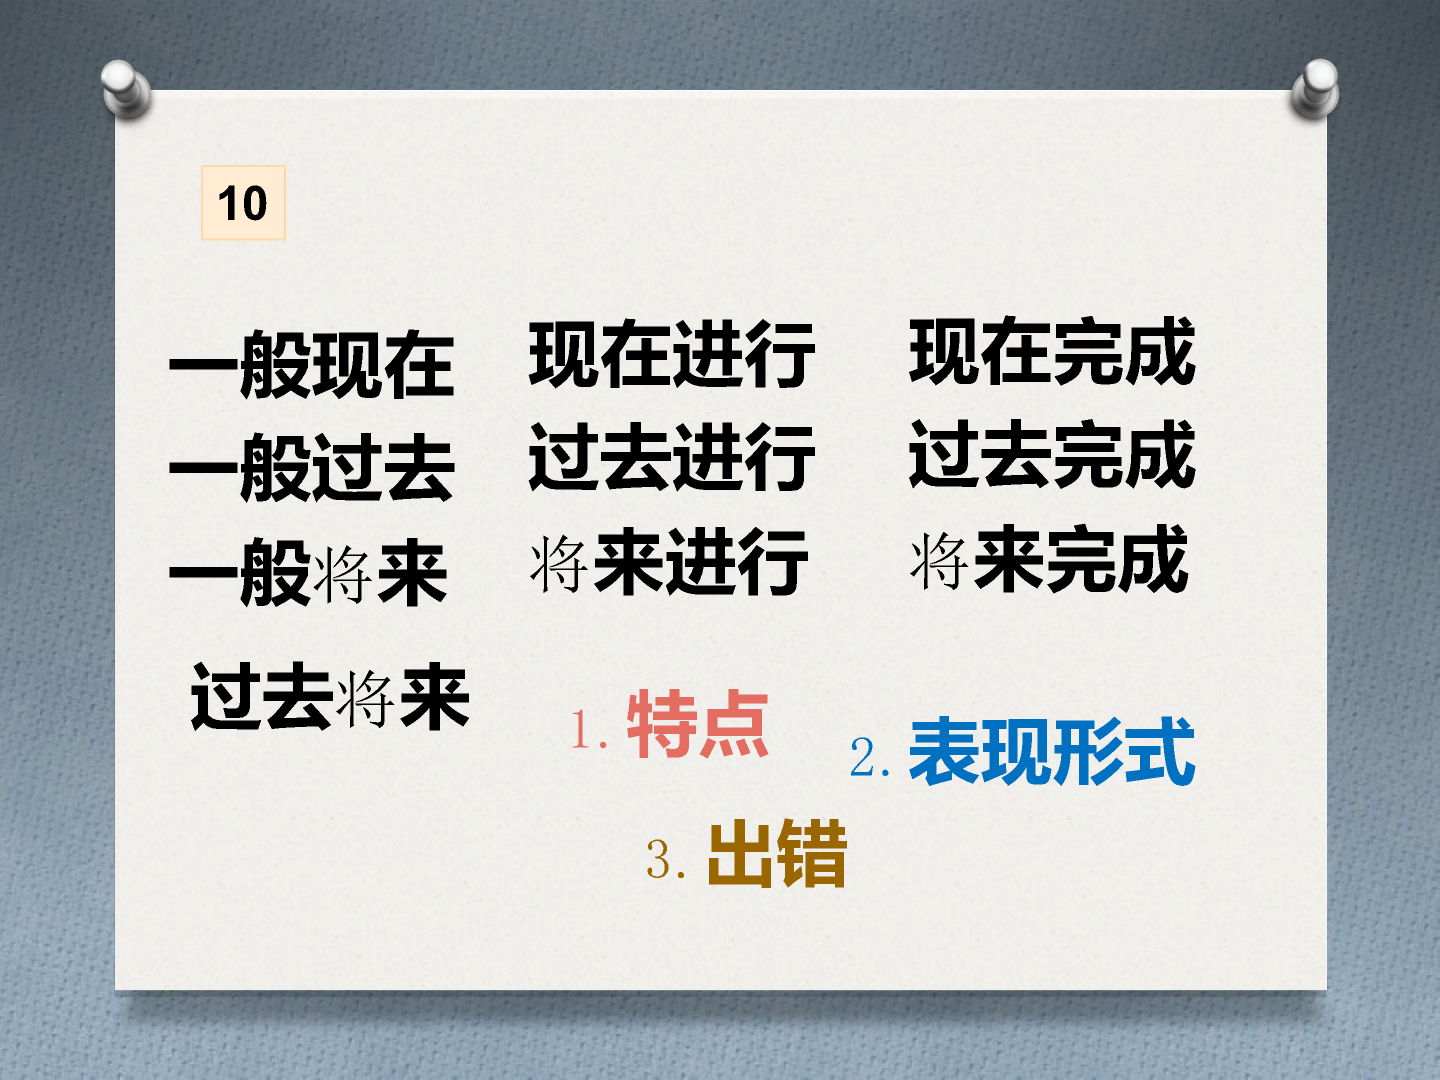 10
一般现在
一般过去
一般将来
过去将来
现在进行
过去进行
将来进行
现在完成
过去完成
将来完成
1.特点
2.表现形式
3.出错